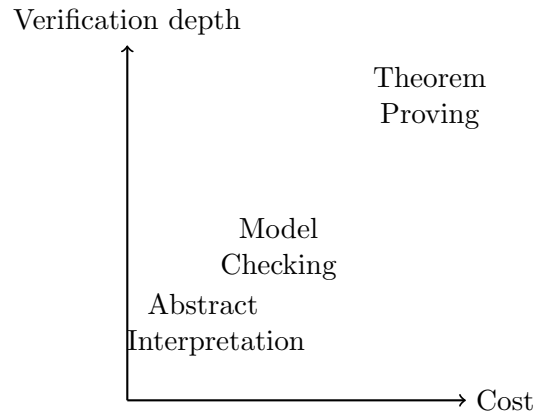 Verification depth
Theorem
Proving
Model
Checking
Abstract
Interpretation
Cost